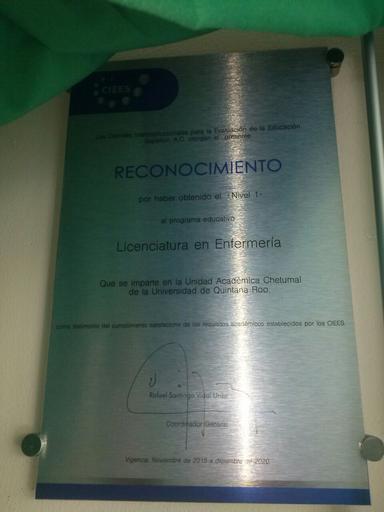 CIEES
Los Comités Interinstitucionales para la Evaluación de la Educación
Superior, A.C. otorgan el presente
RECONOCIMIENTO
por haber obtenido el "Nivel 1"
al programa educativo
Licenciatura en Enfermería
Que se imparte en la Unidad Académica Chetumal
de la Universidad de Quintana Roo,
como testimonio del cumplimiento satisfactorio de los requisitos académicos establecidos por los CIEES.
Rafael Santiago Vidal Uribe
Coordinador General
Vigencia: Noviembre de 2015 a diciembre de 2020